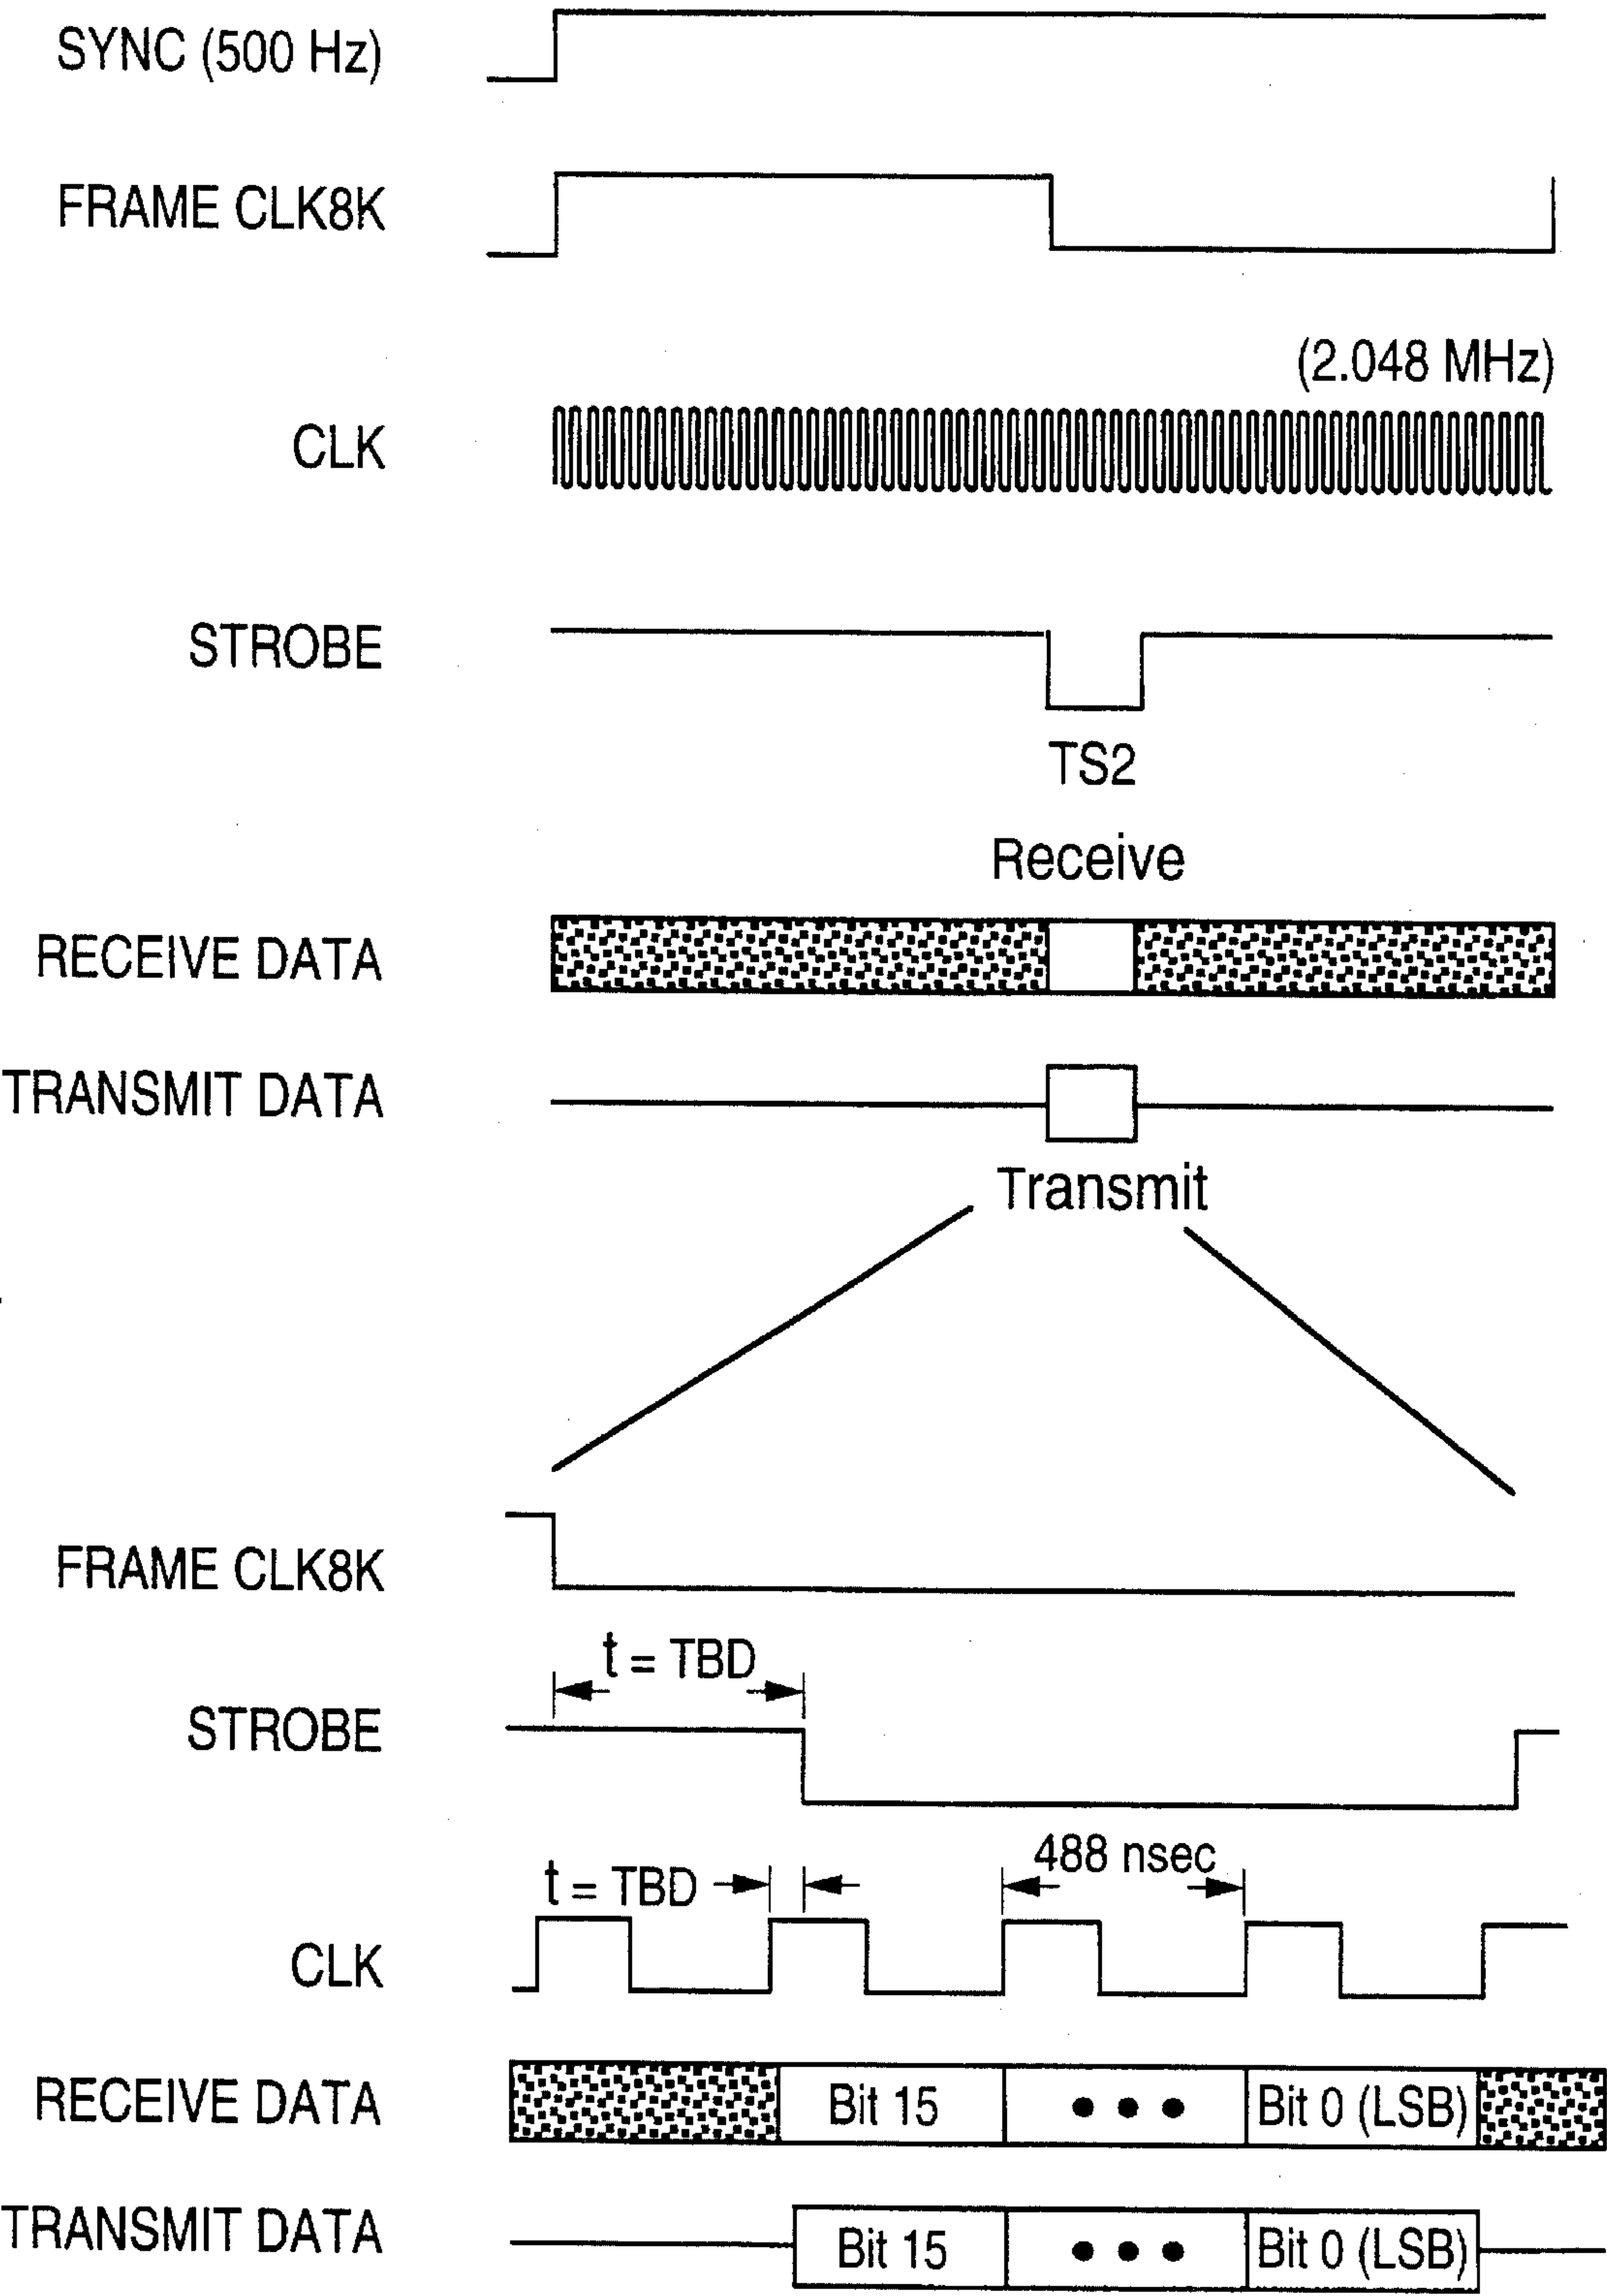 SYNC (500 Hz)
FRAME CLK8K
(2.048 MHz)
CLK
STROBE
TS2
Receive
RECEIVE DATA
TRANSMIT DATA
Transmit
FRAME CLK8K
t = TBD
STROBE
488 nsec
t = TBD
CLK
RECEIVE DATA Bit 15 ● ● ● Bit 0 (LSB)
TRANSMIT DATA Bit 15 ● ● ● Bit 0 (LSB)